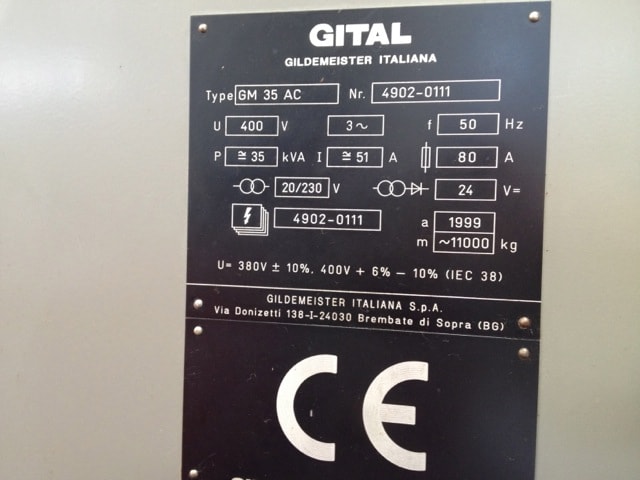 GITAL
GILDEMEISTER ITALIANA
Type GM 35 AC Nr. 4902-0111
U 400 V 3~ f 50 Hz
P ≅ 35 kVA I ≅ 51 A 80 A
20/230 V 24 V=
4902-0111 a 1999
m ~11000 kg
U= 380V ± 10%. 400V + 6% – 10% (IEC 38)
GILDEMEISTER ITALIANA S.p.A.
Via Donizetti 138-I-24030 Brembate di Sopra (BG)
CE